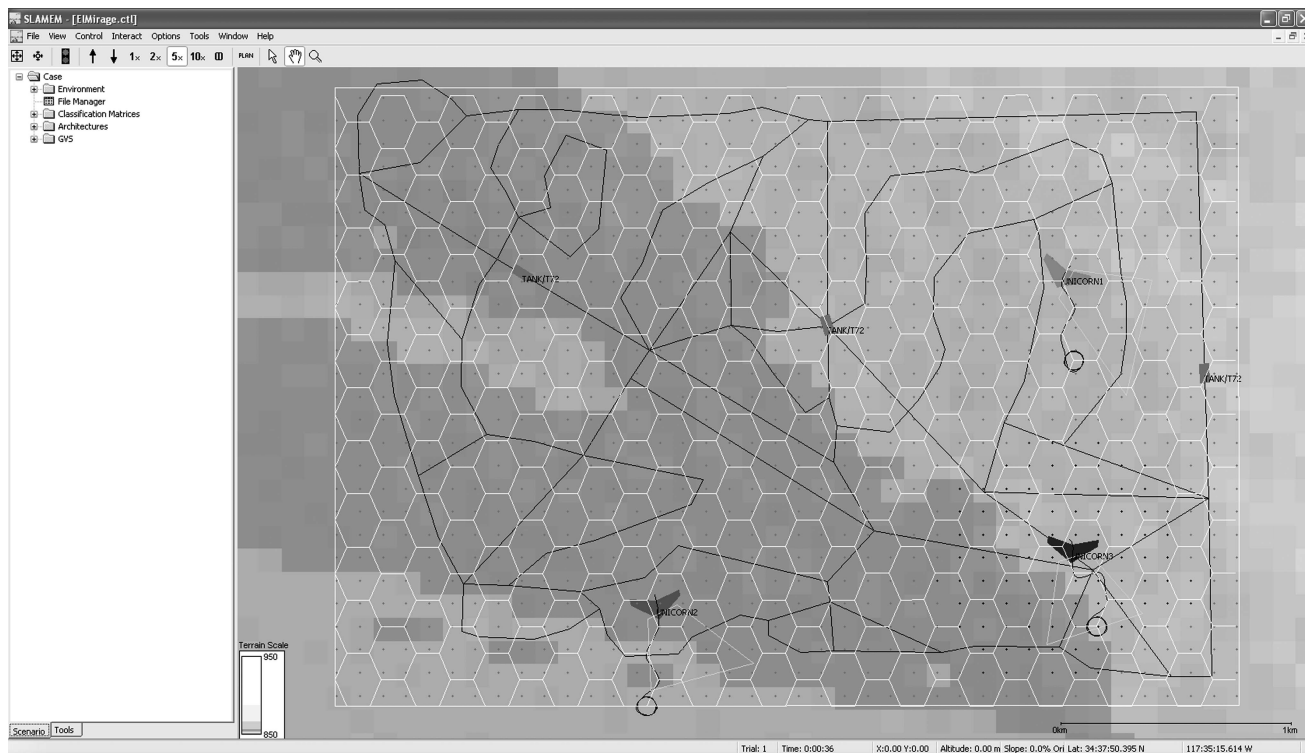 SLAMEM - [ElMirage.ctl]
File View Control Interact Options Tools Window Help
1x 2x 5x 10x PLAN
Case
Environment
File Manager
Classification Matrices
Architectures
GVS
TANK/T72
UNICORN1
ANK/T72
TANK/T72
UNICORN3
UNICORN2
Terrain Scale
950
850
0km 1km
Scenario Tools
Trial: 1 Time: 0:00:36 X:0.00 Y:0.00 Altitude: 0.00 m Slope: 0.0% Ori Lat: 34:37:50.395 N 117:35:15.614 W